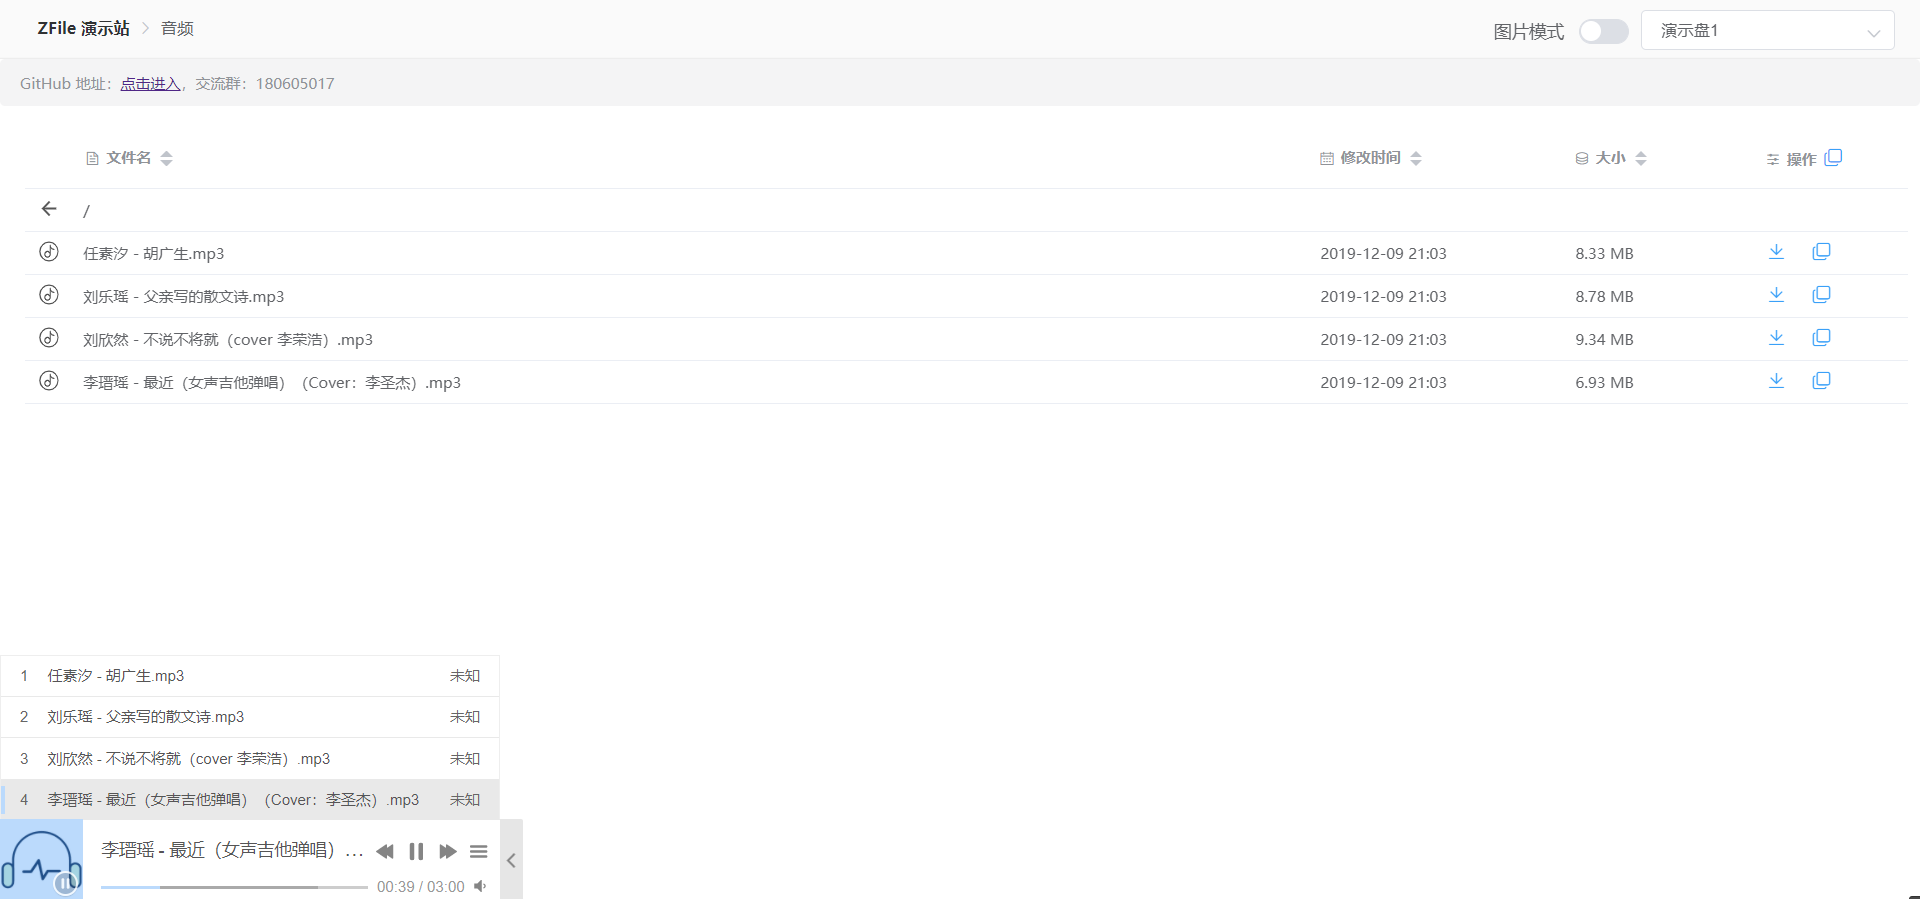 ZFile 演示站 音频 图片模式 演示盘1
GitHub 地址：点击进入，交流群：180605017
文件名 修改时间 大小 操作
/
任素汐 - 胡广生.mp3 2019-12-09 21:03 8.33 MB
刘乐瑶 - 父亲写的散文诗.mp3 2019-12-09 21:03 8.78 MB
刘欣然 - 不说不将就（cover 李荣浩）.mp3 2019-12-09 21:03 9.34 MB
李瑨瑶 - 最近（女声吉他弹唱）（Cover：李圣杰）.mp3 2019-12-09 21:03 6.93 MB
1 任素汐 - 胡广生.mp3 未知
2 刘乐瑶 - 父亲写的散文诗.mp3 未知
3 刘欣然 - 不说不将就（cover 李荣浩）.mp3 未知
4 李瑨瑶 - 最近（女声吉他弹唱）（Cover：李圣杰）.mp3 未知
李瑨瑶 - 最近（女声吉他弹唱）...
00:39 / 03:00